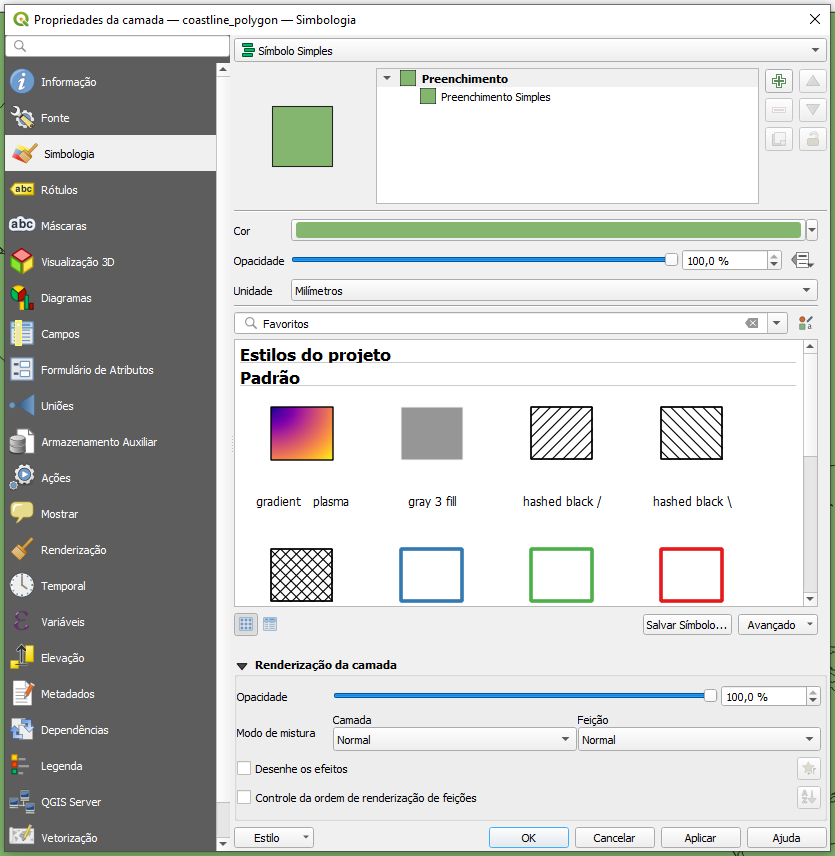 Propriedades da camada — coastline_polygon — Simbologia
Informação
Fonte
Simbologia
Rótulos
Máscaras
Visualização 3D
Diagramas
Campos
Formulário de Atributos
Uniões
Armazenamento Auxiliar
Ações
Mostrar
Renderização
Temporal
Variáveis
Elevação
Metadados
Dependências
Legenda
QGIS Server
Vetorização
Símbolo Simples
Preenchimento
Preenchimento Simples
Cor
Opacidade
100,0 %
Unidade
Milímetros
Favoritos
Estilos do projeto
Padrão
gradient plasma
gray 3 fill
hashed black /
hashed black \
Salvar Símbolo...
Avançado
Renderização da camada
Opacidade
100,0 %
Modo de mistura
Camada
Normal
Feição
Normal
Desenhe os efeitos
Controle da ordem de renderização de feições
Estilo
OK
Cancelar
Aplicar
Ajuda